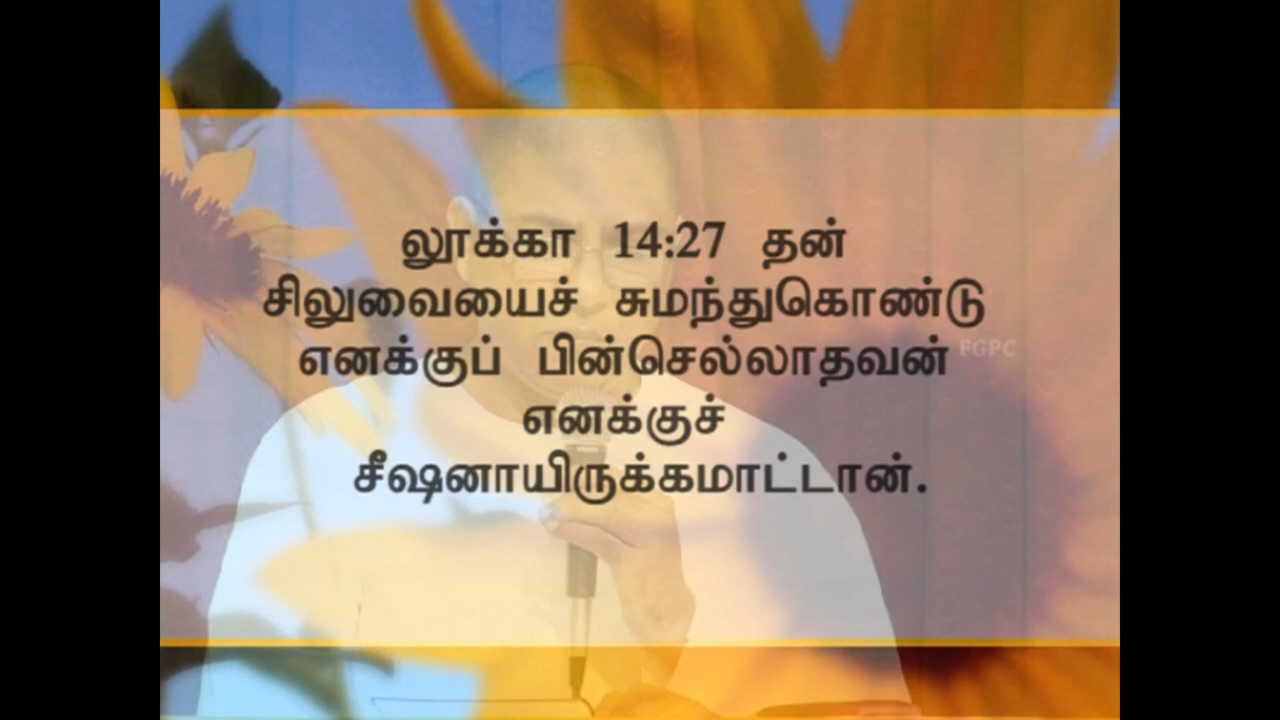 லூக்கா 14:27 தன்
சிலுவையைச் சுமந்துகொண்டு
எனக்குப் பின்செல்லாதவன்
FGPC
எனக்குச்
சீஷனாயிருக்கமாட்டான்.